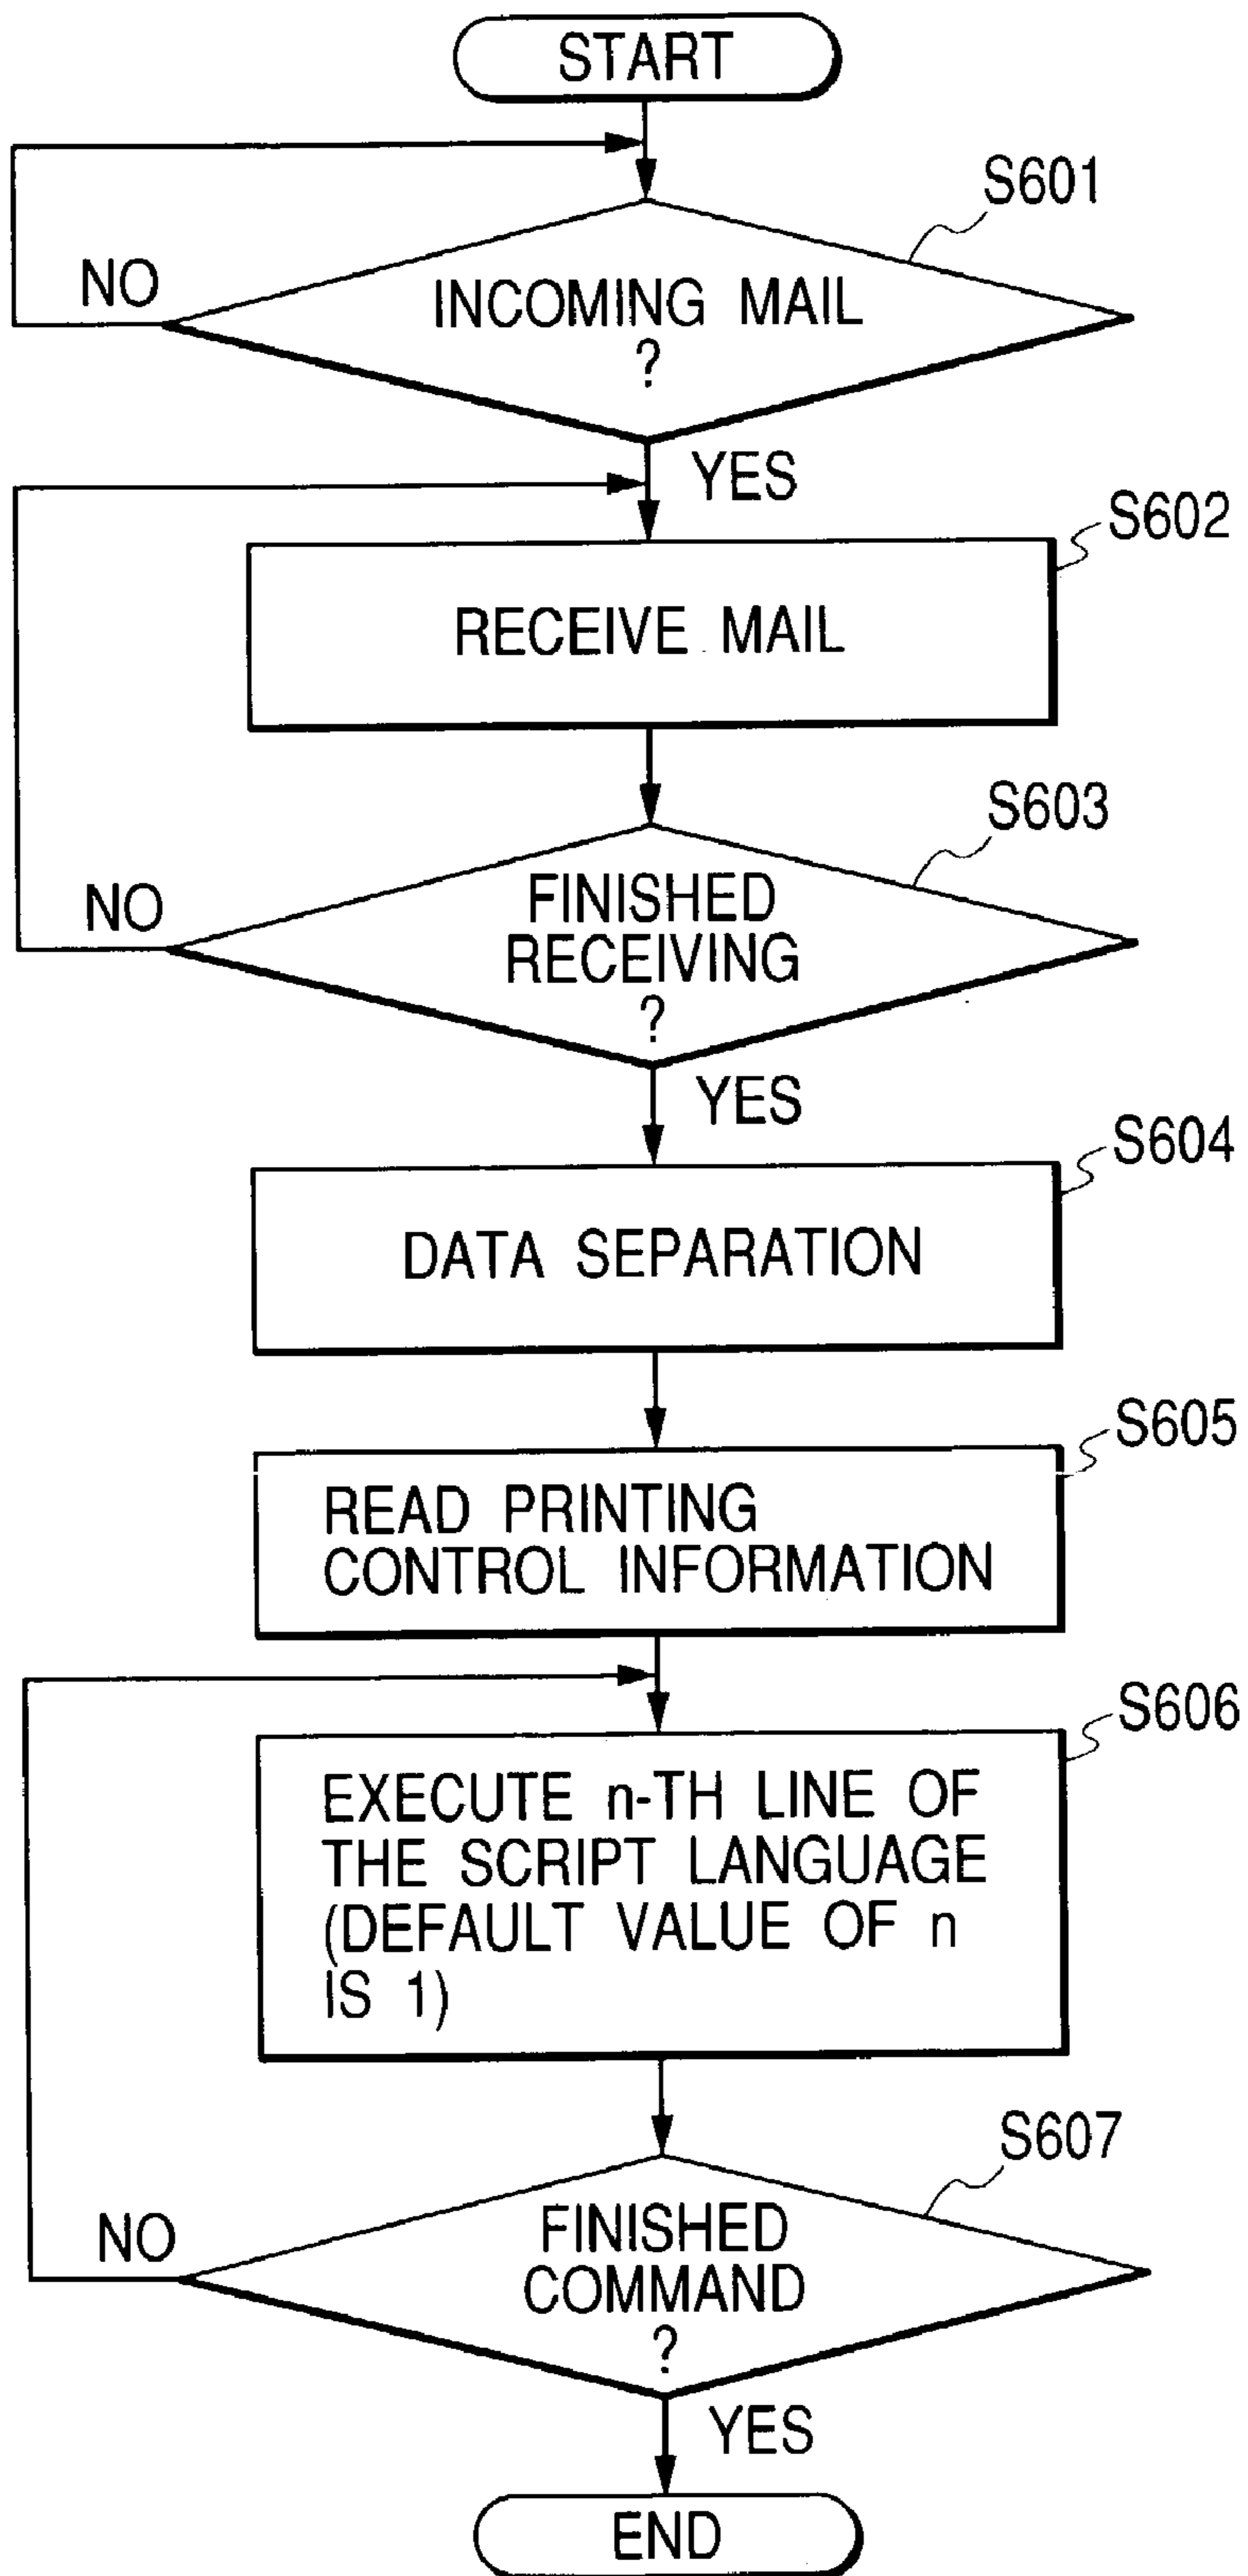 START
S601
NO
INCOMING MAIL
?
YES
S602
RECEIVE MAIL
S603
NO
FINISHED
RECEIVING
?
YES
S604
DATA SEPARATION
S605
READ PRINTING
CONTROL INFORMATION
S606
EXECUTE n-TH LINE OF
THE SCRIPT LANGUAGE
(DEFAULT VALUE OF n
IS 1)
S607
NO
FINISHED
COMMAND
?
YES
END